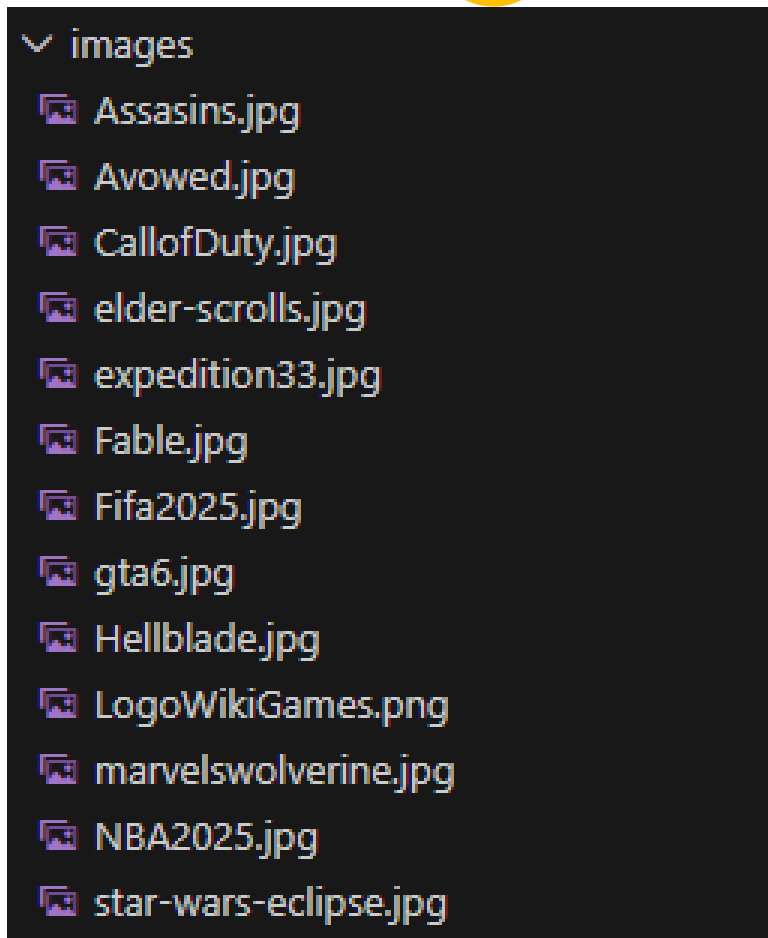 images
Assasins.jpg
Avowed.jpg
CallofDuty.jpg
elder-scrolls.jpg
expedition33.jpg
Fable.jpg
Fifa2025.jpg
gta6.jpg
Hellblade.jpg
LogoWikiGames.png
marvelswolverine.jpg
NBA2025.jpg
star-wars-eclipse.jpg